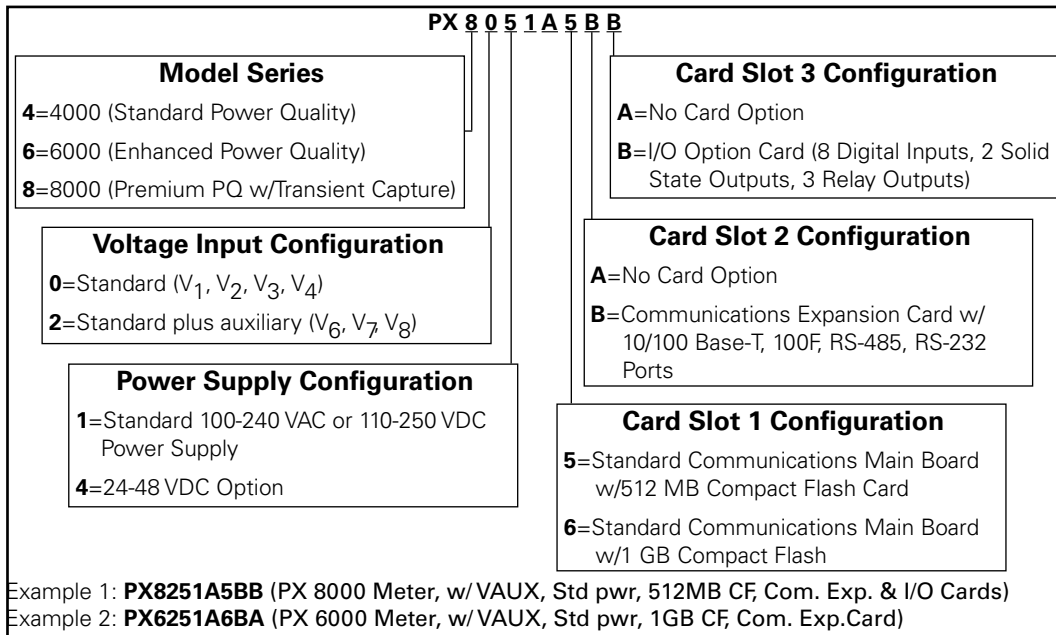 PX 8 0 5 1 A 5 B B
Model Series
4=4000 (Standard Power Quality)
6=6000 (Enhanced Power Quality)
8=8000 (Premium PQ w/Transient Capture)
Voltage Input Configuration
0=Standard (V1, V2, V3, V4)
2=Standard plus auxiliary (V6, V7, V8)
Power Supply Configuration
1=Standard 100-240 VAC or 110-250 VDC
Power Supply
4=24-48 VDC Option
Card Slot 3 Configuration
A=No Card Option
B=I/O Option Card (8 Digital Inputs, 2 Solid
State Outputs, 3 Relay Outputs)
Card Slot 2 Configuration
A=No Card Option
B=Communications Expansion Card w/
10/100 Base-T, 100F, RS-485, RS-232
Ports
Card Slot 1 Configuration
5=Standard Communications Main Board
w/512 MB Compact Flash Card
6=Standard Communications Main Board
w/1 GB Compact Flash
Example 1: PX8251A5BB (PX 8000 Meter, w/ VAUX, Std pwr, 512MB CF, Com. Exp. & I/O Cards)
Example 2: PX6251A6BA (PX 6000 Meter, w/ VAUX, Std pwr, 1GB CF, Com. Exp.Card)